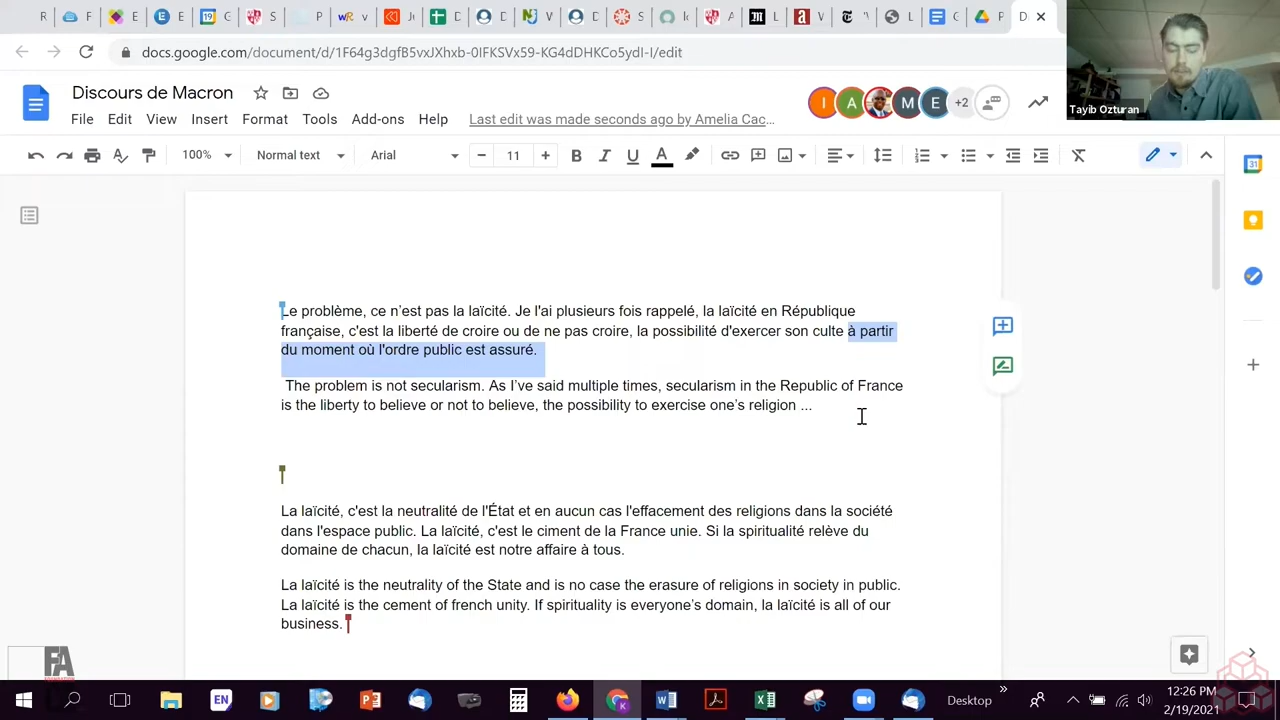 docs.google.com/document/d/1F64g3dgfB5vxJXhxb-0IFKSVx59-KG4dDHKCo5ydI-I/edit
Tayib Ozturan
Discours de Macron
+2
File Edit View Insert Format Tools Add-ons Help Last edit was made seconds ago by Amelia Cac…
100% Normal text Arial 11
Le problème, ce n’est pas la laïcité. Je l'ai plusieurs fois rappelé, la laïcité en République
française, c'est la liberté de croire ou de ne pas croire, la possibilité d'exercer son culte à partir
du moment où l'ordre public est assuré.
The problem is not secularism. As I’ve said multiple times, secularism in the Republic of France
is the liberty to believe or not to believe, the possibility to exercise one’s religion ...
La laïcité, c'est la neutralité de l'État et en aucun cas l'effacement des religions dans la société
dans l'espace public. La laïcité, c'est le ciment de la France unie. Si la spiritualité relève du
domaine de chacun, la laïcité est notre affaire à tous.
La laïcité is the neutrality of the State and is no case the erasure of religions in society in public.
La laïcité is the cement of french unity. If spirituality is everyone’s domain, la laïcité is all of our
business.
FA
EN
Desktop
12:26 PM
2/19/2021